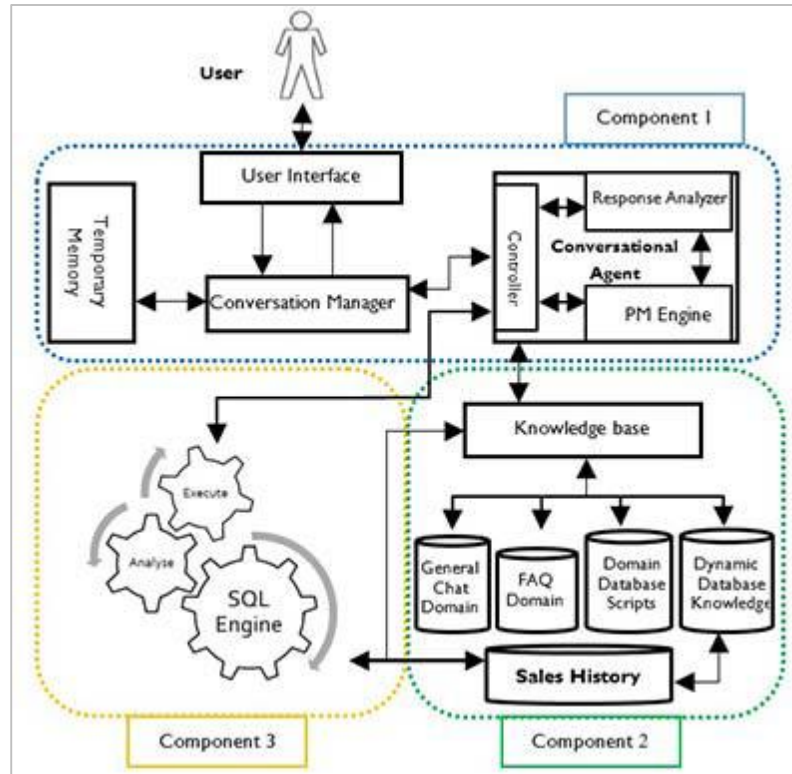 User
Component 1
User Interface
Temporary
Memory
Conversation Manager
Controller
Response Analyzer
Conversational
Agent
PM Engine
Knowledge base
Execute
Analyse
SQL
Engine
General
Chat
Domain
FAQ
Domain
Domain
Database
Scripts
Dynamic
Database
Knowledge
Sales History
Component 3
Component 2